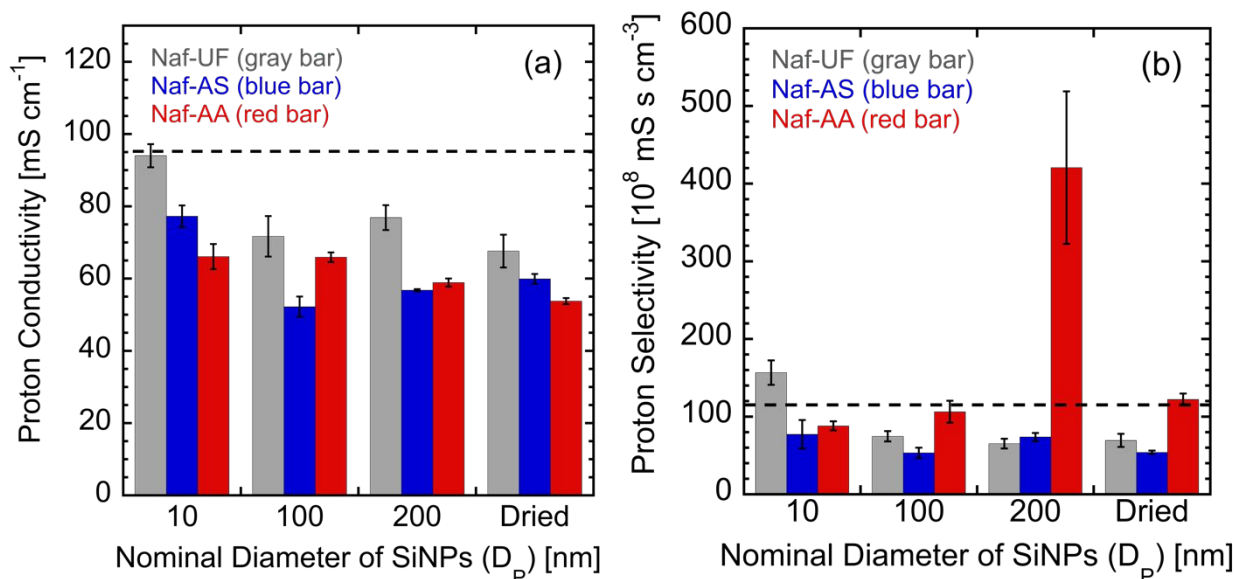 Proton Conductivity [mS cm⁻¹]
120
100
80
60
40
20
0
Naf-UF (gray bar)
Naf-AS (blue bar)
Naf-AA (red bar)
(a)
10 100 200 Dried
Nominal Diameter of SiNPs (D_P) [nm]
Proton Selectivity [10⁸ mS s cm⁻³]
600
500
400
300
200
100
0
Naf-UF (gray bar)
Naf-AS (blue bar)
Naf-AA (red bar)
(b)
10 100 200 Dried
Nominal Diameter of SiNPs (D_P) [nm]